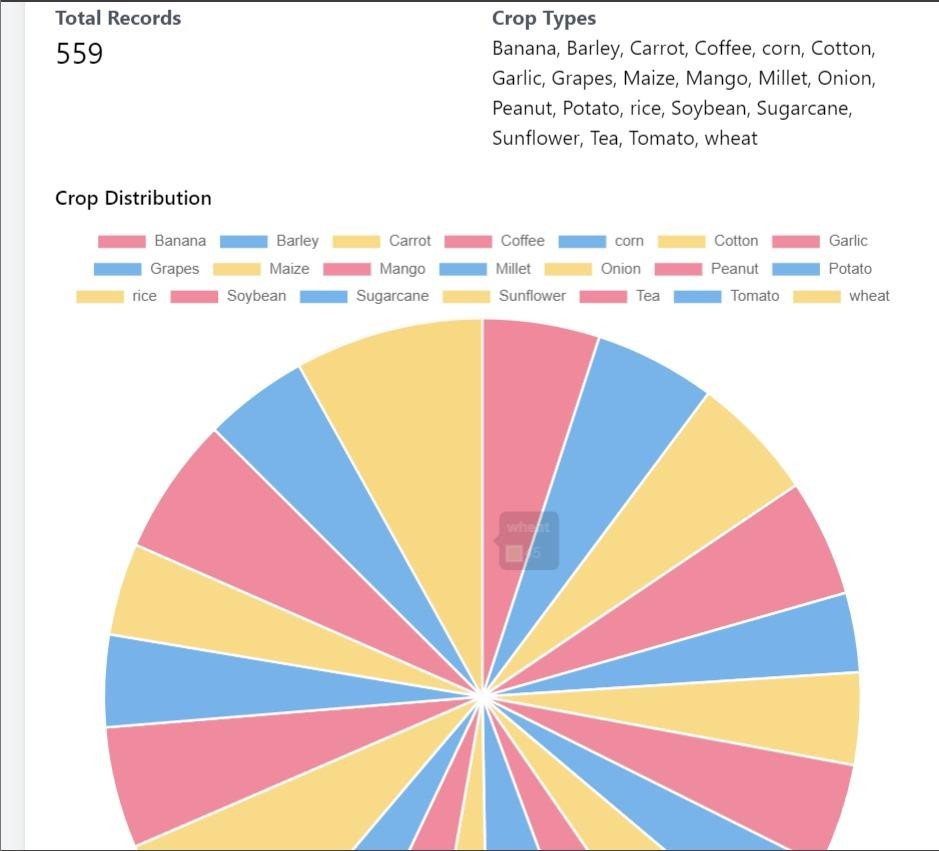 Total Records
559
Crop Types
Banana, Barley, Carrot, Coffee, corn, Cotton,
Garlic, Grapes, Maize, Mango, Millet, Onion,
Peanut, Potato, rice, Soybean, Sugarcane,
Sunflower, Tea, Tomato, wheat
Crop Distribution
Banana Barley Carrot Coffee corn Cotton Garlic
Grapes Maize Mango Millet Onion Peanut Potato
rice Soybean Sugarcane Sunflower Tea Tomato wheat
wheat